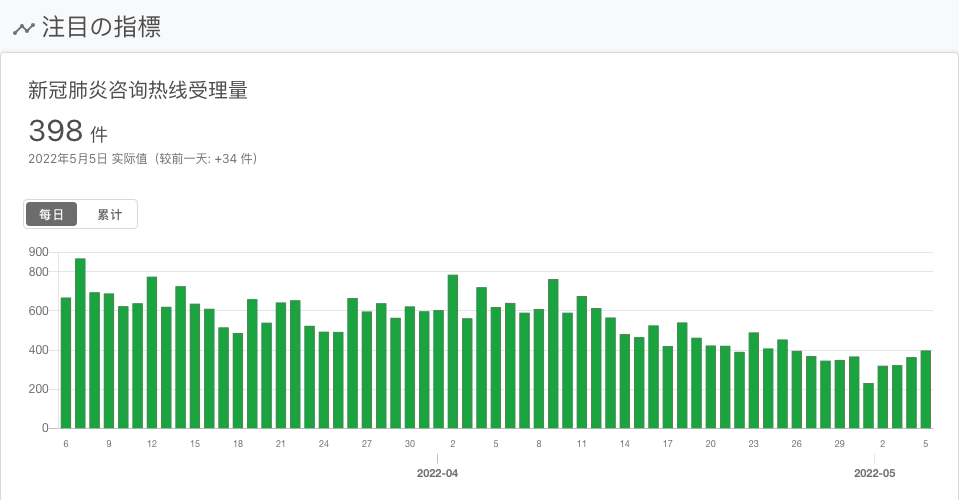 注目の指標
新冠肺炎咨询热线受理量
398 件
2022年5月5日 实际值（较前一天: +34 件）
每日 累计
900
800
600
400
200
0
6 9 12 15 18 21 24 27 30 2 5 8 11 14 17 20 23 26 29 2 5
2022-04 2022-05